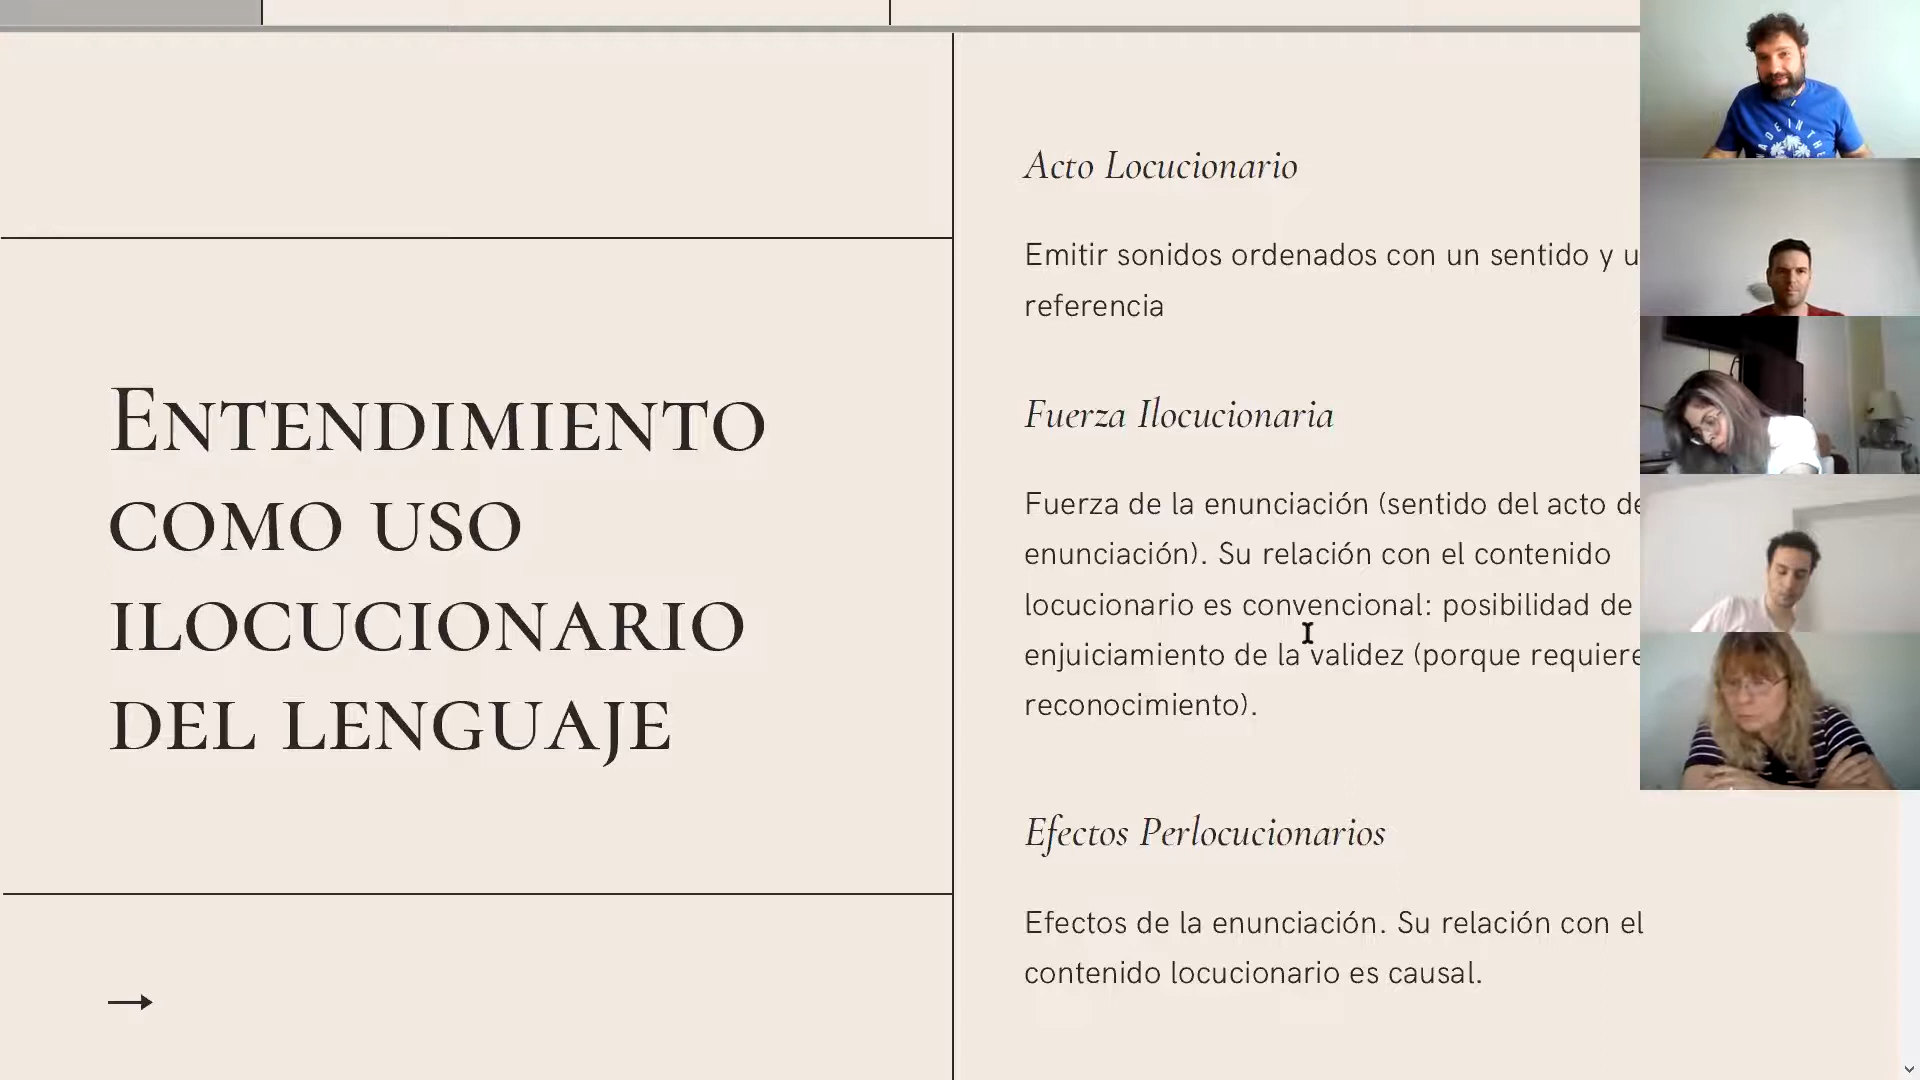 Entendimiento
como uso
ilocucionario
del lenguaje
Acto Locucionario
Emitir sonidos ordenados con un sentido y
referencia
Fuerza Ilocucionaria
Fuerza de la enunciación (sentido del acto de
enunciación). Su relación con el contenido
locucionario es convencional: posibilidad de
enjuiciamiento de la validez (porque requiere
reconocimiento).
Efectos Perlocucionarios
Efectos de la enunciación. Su relación con el
contenido locucionario es causal.
MADE IN THE